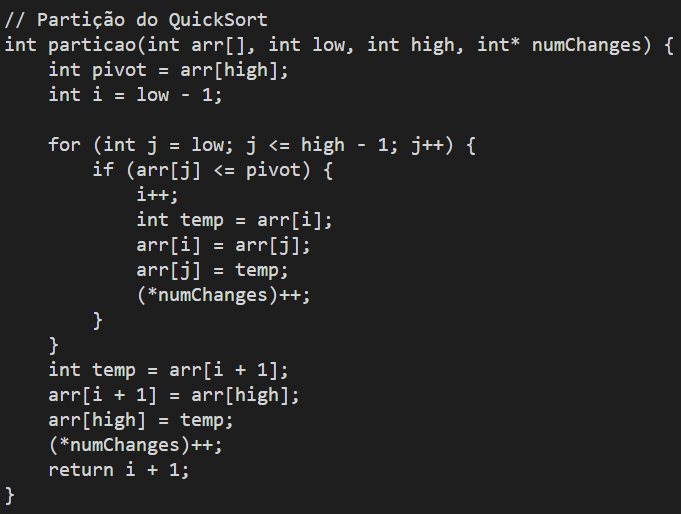 // Partição do QuickSort
int particao(int arr[], int low, int high, int* numChanges) {
    int pivot = arr[high];
    int i = low - 1;

    for (int j = low; j <= high - 1; j++) {
        if (arr[j] <= pivot) {
            i++;
            int temp = arr[i];
            arr[i] = arr[j];
            arr[j] = temp;
            (*numChanges)++;
        }
    }
    int temp = arr[i + 1];
    arr[i + 1] = arr[high];
    arr[high] = temp;
    (*numChanges)++;
    return i + 1;
}